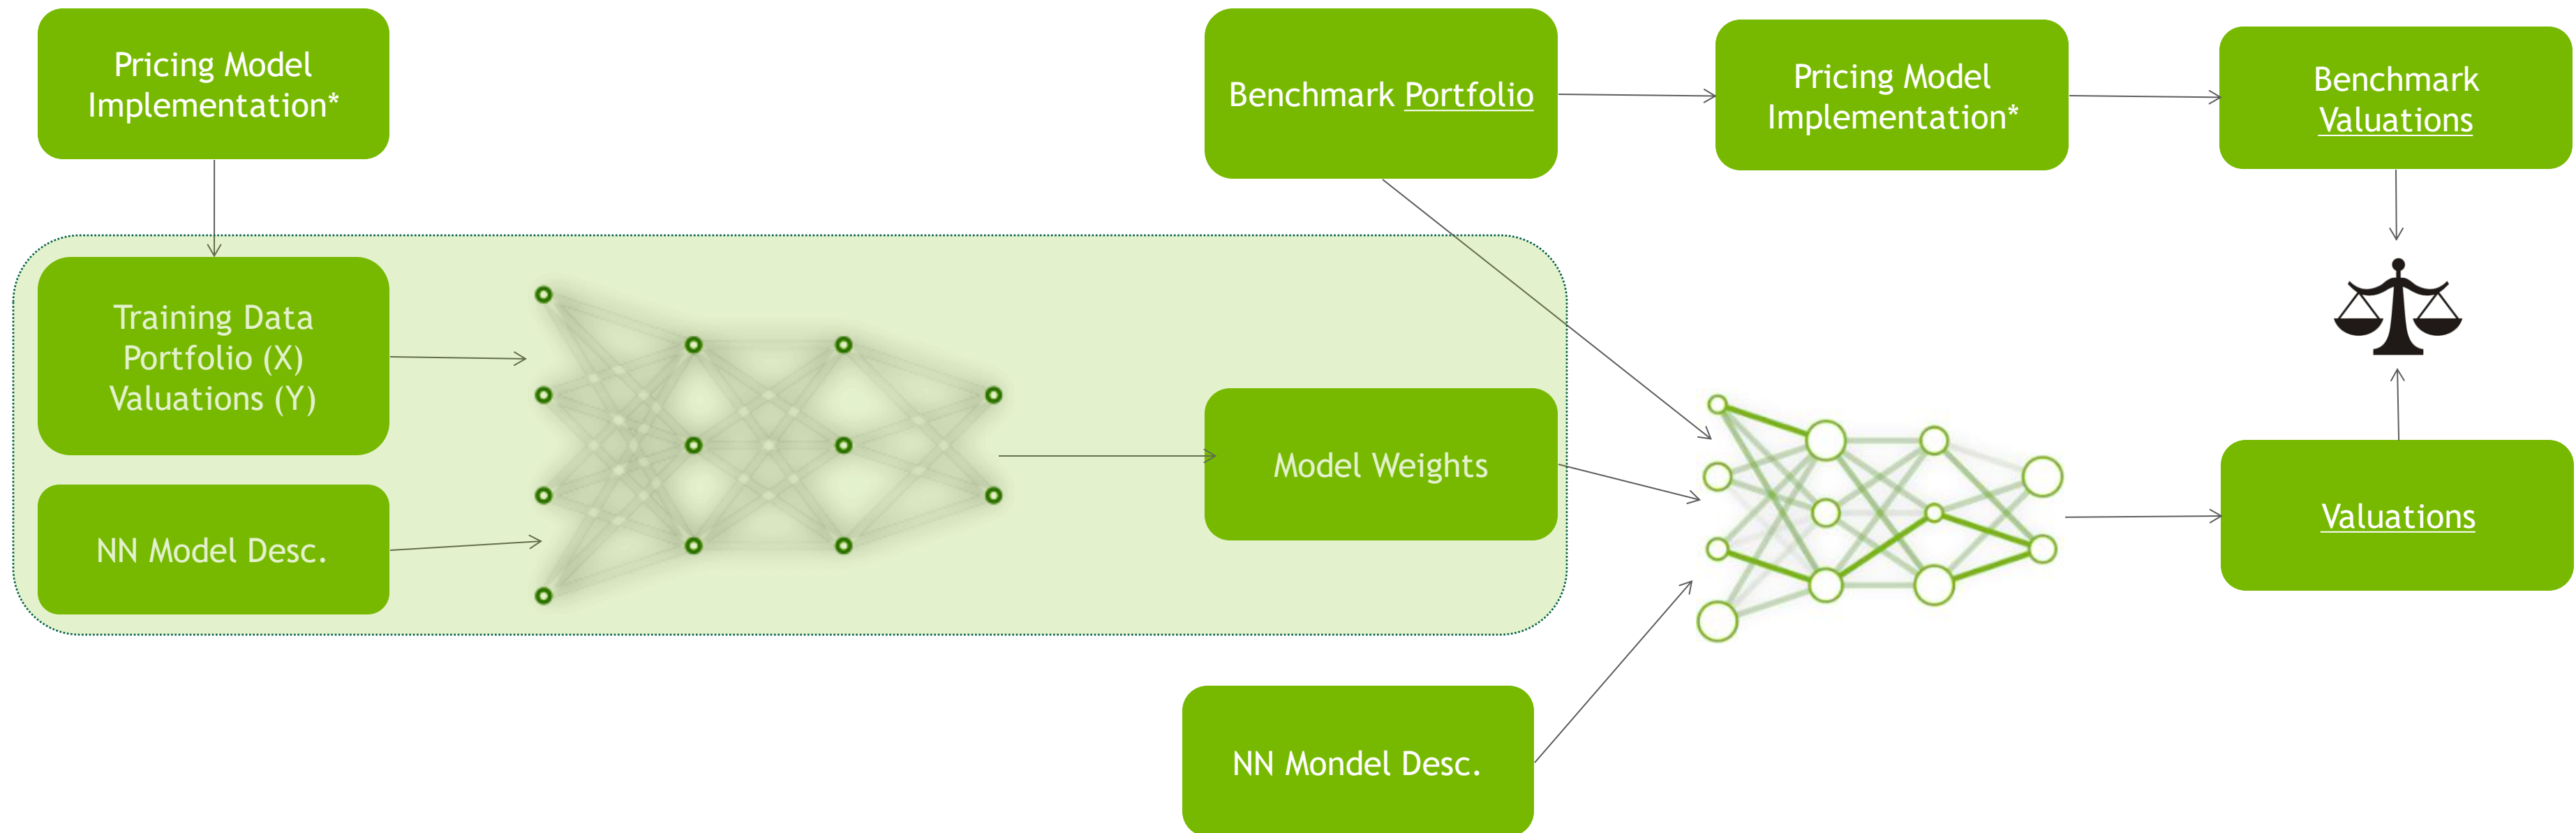 Pricing Model
Implementation*
Benchmark Portfolio
Pricing Model
Implementation*
Benchmark
Valuations
Training Data
Portfolio (X)
Valuations (Y)
NN Model Desc.
Model Weights
Valuations
NN Mondel Desc.